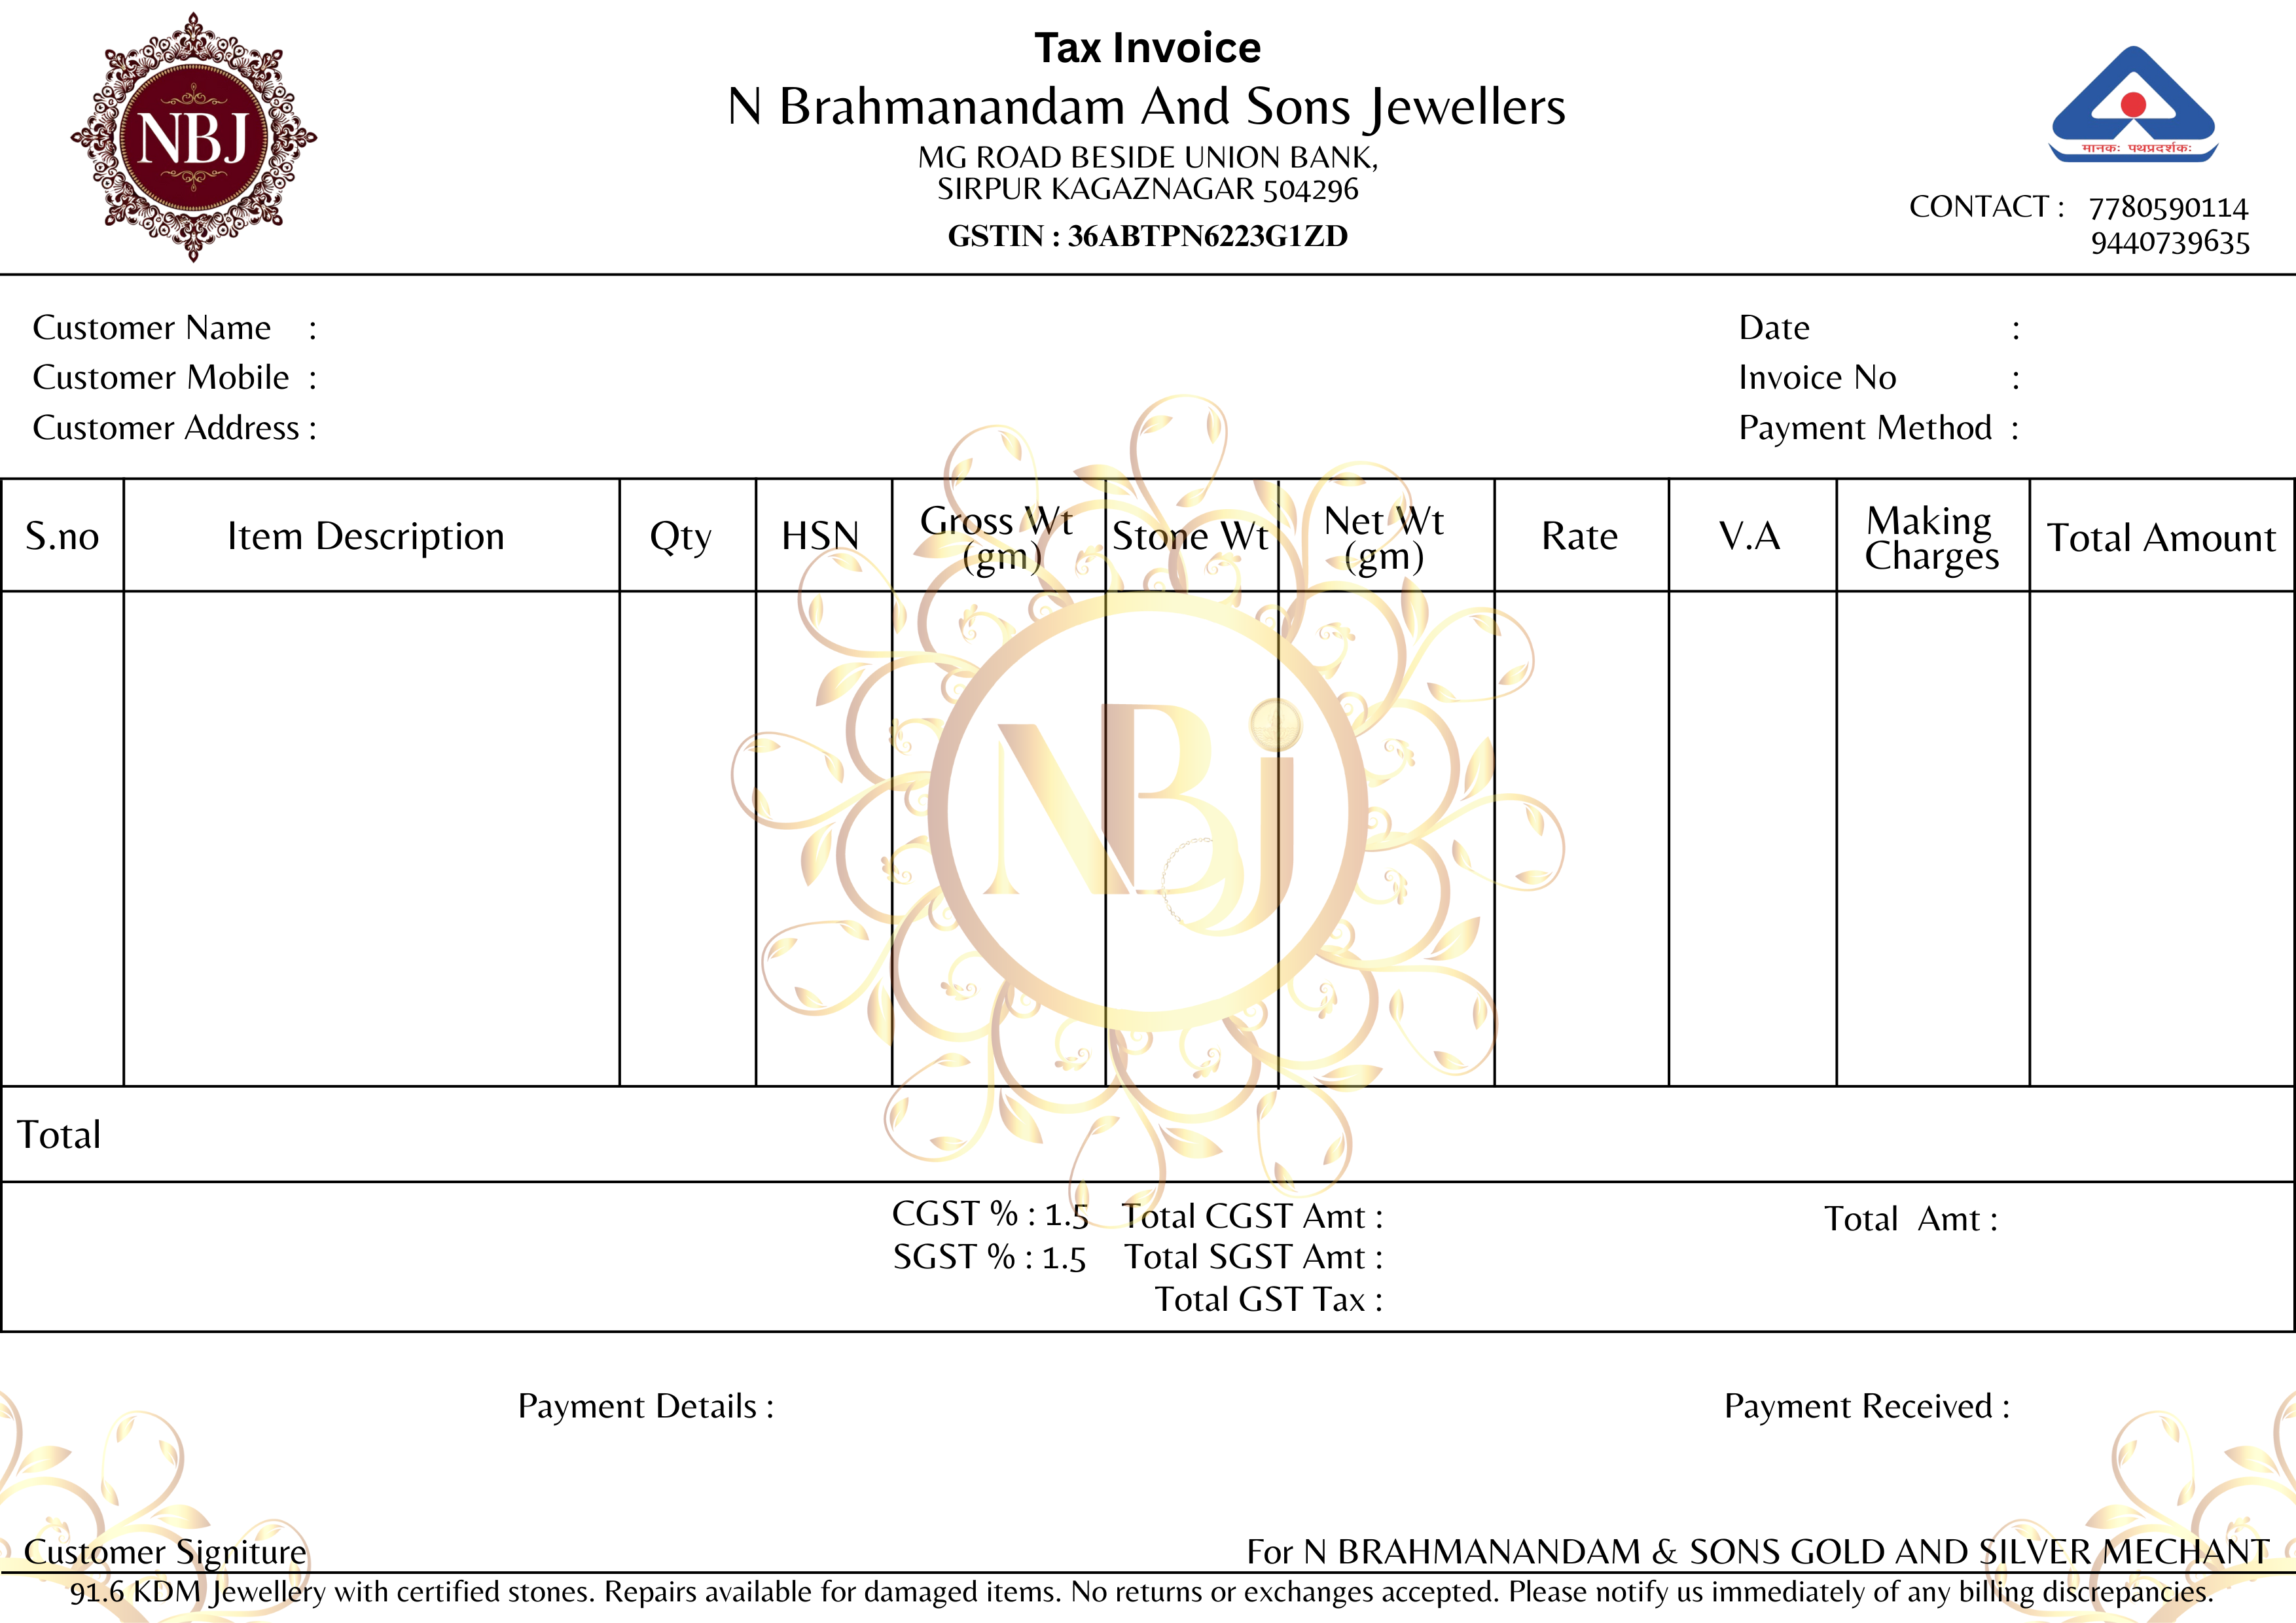 NBJ
Tax Invoice
N Brahmanandam And Sons Jewellers
MG ROAD BESIDE UNION BANK,
SIRPUR KAGAZNAGAR 504296
GSTIN : 36ABTPN6223G1ZD
मानकः पथप्रदर्शकः
CONTACT : 7780590114
9440739635
Customer Name :
Customer Mobile :
Customer Address :
Date :
Invoice No :
Payment Method :
S.no Item Description Qty HSN Gross Wt (gm) Stone Wt Net Wt (gm) Rate V.A Making Charges Total Amount
NBJ
Total
CGST % : 1.5 Total CGST Amt : Total Amt :
SGST % : 1.5 Total SGST Amt :
Total GST Tax :
Payment Details : Payment Received :
Customer Signiture For N BRAHMANANDAM & SONS GOLD AND SILVER MECHANT
91.6 KDM Jewellery with certified stones. Repairs available for damaged items. No returns or exchanges accepted. Please notify us immediately of any billing discrepancies.